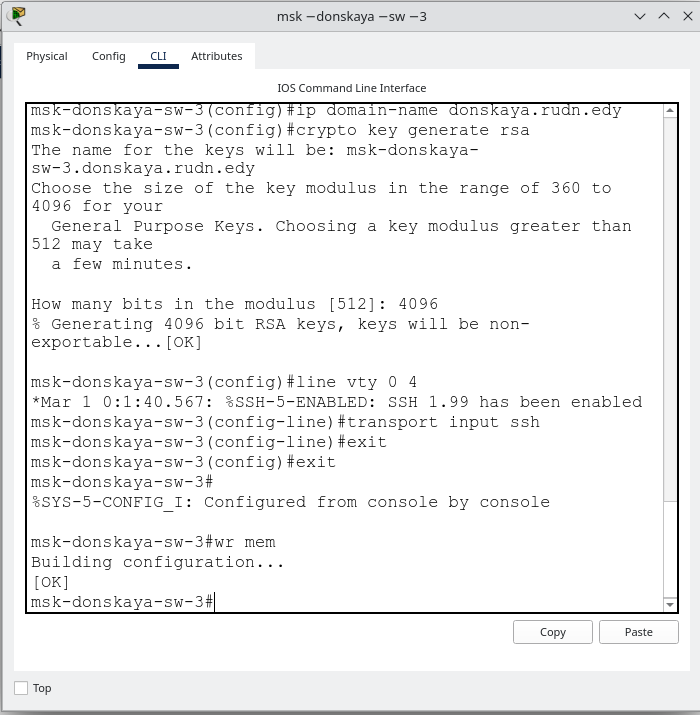 msk −donskaya −sw −3
Physical Config CLI Attributes
IOS Command Line Interface
msk-donskaya-sw-3(config)#ip domain-name donskaya.rudn.edy
msk-donskaya-sw-3(config)#crypto key generate rsa
The name for the keys will be: msk-donskaya-
sw-3.donskaya.rudn.edy
Choose the size of the key modulus in the range of 360 to
4096 for your
General Purpose Keys. Choosing a key modulus greater than
512 may take
a few minutes.
How many bits in the modulus [512]: 4096
% Generating 4096 bit RSA keys, keys will be non-
exportable...[OK]
msk-donskaya-sw-3(config)#line vty 0 4
*Mar 1 0:1:40.567: %SSH-5-ENABLED: SSH 1.99 has been enabled
msk-donskaya-sw-3(config-line)#transport input ssh
msk-donskaya-sw-3(config-line)#exit
msk-donskaya-sw-3(config)#exit
msk-donskaya-sw-3#
%SYS-5-CONFIG_I: Configured from console by console
msk-donskaya-sw-3#wr mem
Building configuration...
[OK]
msk-donskaya-sw-3#
Copy Paste
Top